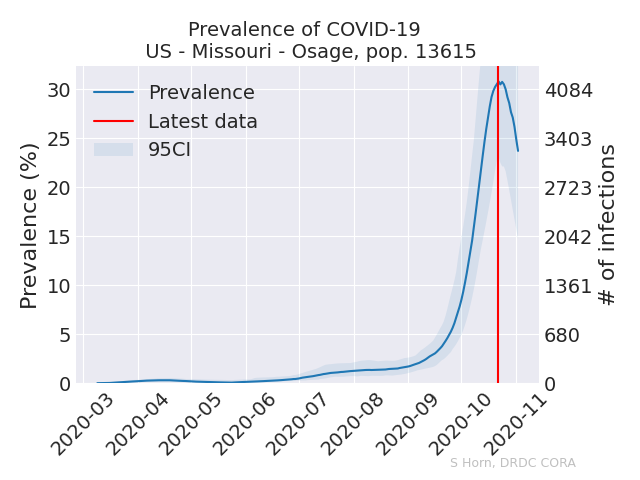 Prevalence of COVID-19
US - Missouri - Osage, pop. 13615
Prevalence
Latest data
95CI
Prevalence (%)
30
25
20
15
10
5
0
4084
3403
2723
2042
1361
680
0
# of infections
2020-03
2020-04
2020-05
2020-06
2020-07
2020-08
2020-09
2020-10
2020-11
S Horn, DRDC CORA